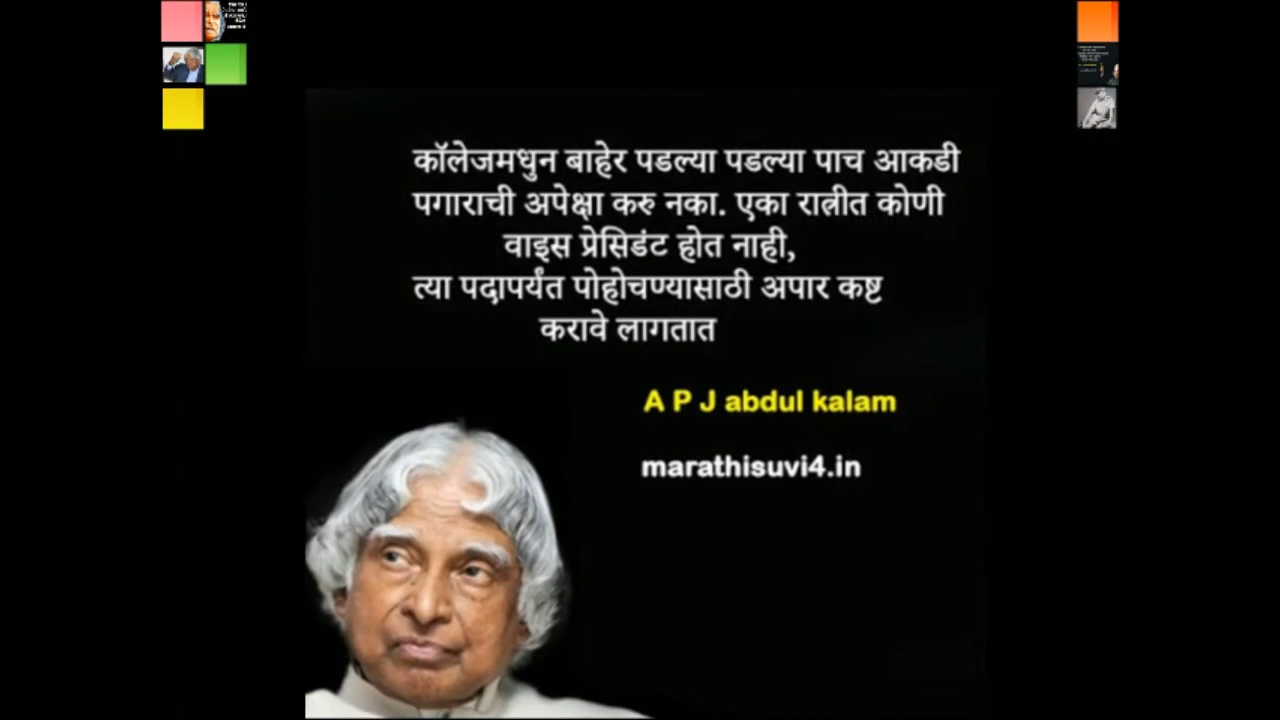 कॉलेजमधुन बाहेर पडल्या पडल्या पाच आकडी
पगाराची अपेक्षा करु नका. एका रात्रीत कोणी
वाइस प्रेसिडंट होत नाही,
त्या पदापर्यंत पोहोचण्यासाठी अपार कष्ट
करावे लागतात
A P J abdul kalam
marathisuvi4.in